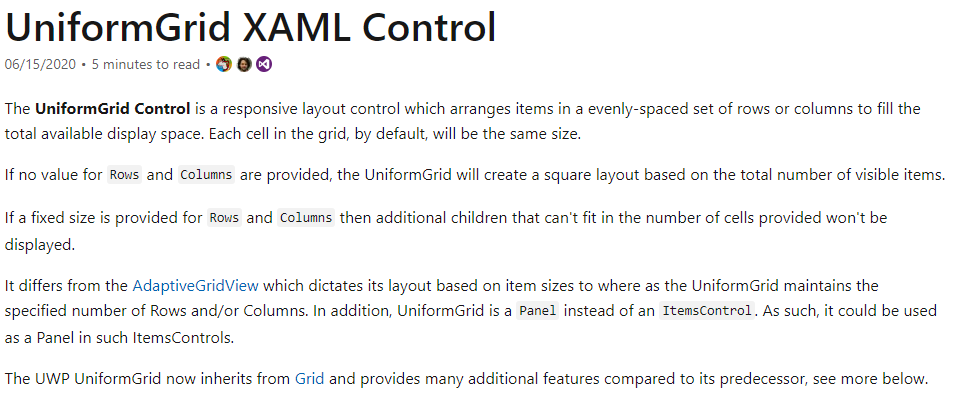 UniformGrid XAML Control
06/15/2020 • 5 minutes to read •
The UniformGrid Control is a responsive layout control which arranges items in a evenly-spaced set of rows or columns to fill the
total available display space. Each cell in the grid, by default, will be the same size.
If no value for Rows and Columns are provided, the UniformGrid will create a square layout based on the total number of visible items.
If a fixed size is provided for Rows and Columns then additional children that can't fit in the number of cells provided won't be
displayed.
It differs from the AdaptiveGridView which dictates its layout based on item sizes to where as the UniformGrid maintains the
specified number of Rows and/or Columns. In addition, UniformGrid is a Panel instead of an ItemsControl. As such, it could be used
as a Panel in such ItemsControls.
The UWP UniformGrid now inherits from Grid and provides many additional features compared to its predecessor, see more below.